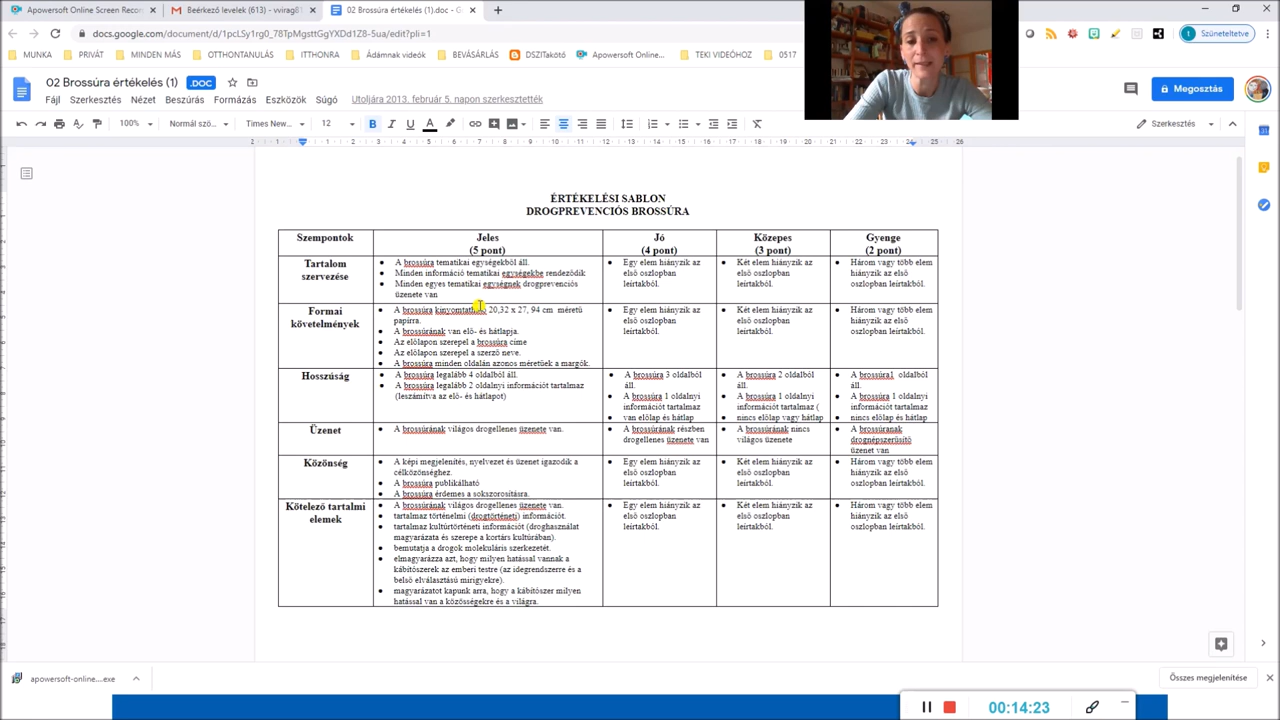 Apowersoft Online Screen Recor
Beérkező levelek (613) - vvirag8
02 Brossúra értékelés (1).doc - G
docs.google.com/document/d/1pcLSy1rg0_78TpMgsttGgYXDd1Z8-5ua/edit?pli=1
Szüneteltetve
MUNKA
PRIVÁT
MINDEN MÁS
OTTHONTANULÁS
ITTHONRA
Ádámnak emailek
BEVÁSÁRLÁS
DSZITakótó
Apowersoft Online...
TEKI VIDEÓHOZ
0517
02 Brossúra értékelés (1)
.DOC
Fájl Szerkesztés Nézet Beszúrás Formázás Eszközök Súgó Utoljára 2013. február 5. napon szerkesztették
Megosztás
100% Normál szö... Times New... 12
Szerkesztés
ÉRTÉKELÉSI SABLON
DROGPREVENCIÓS BROSSÚRA
Szempontok
Jeles
(5 pont)
Jó
(4 pont)
Közepes
(3 pont)
Gyenge
(2 pont)
Tartalom
szervezése
A brossúra tematikai egységekből áll.
Minden információ tematikai egységekbe rendeződik
Minden egyes tematikai egységnek drogprevenciós
üzenete van
Egy elem hiányzik az
első oszlopban
leírtakból.
Két elem hiányzik az
első oszlopban
leírtakból.
Három vagy több elem
hiányzik az első
oszlopban leírtakból.
Formai
követelmények
A brossúra kinyomtatható 20,32 x 27, 94 cm méretű
papírra.
A brossúrának van elő- és hátlapja.
Az előlapon szerepel a brossúra címe
Az előlapon szerepel a szerző neve.
A brossúra minden oldalán azonos méretűek a margók.
Egy elem hiányzik az
első oszlopban
leírtakból.
Két elem hiányzik az
első oszlopban
leírtakból.
Három vagy több elem
hiányzik az első
oszlopban leírtakból.
Hosszúság
A brossúra legalább 4 oldalból áll.
A brossúra legalább 2 oldalnyi információt tartalmaz
(leszámítva az elő- és hátlapot)
A brossúra 3 oldalból
áll.
A brossúra 1 oldalnyi
információt tartalmaz
van előlap és hátlap
A brossúra 2 oldalból
áll.
A brossúra 1 oldalnyi
információt tartalmaz (
nincs előlap vagy hátlap
A brossúra1 oldalból
áll.
A brossúra 1 oldalnyi
információt tartalmaz
nincs előlap és hátlap
Üzenet
A brossúrának világos drogellenes üzenete van.
A brossúrának részben
drogellenes üzenete van
A brossúrának nincs
világos üzenete
A brossúranak
drognépszerűsítő
üzenet van
Közönség
A képi megjelenítés, nyelvezet és üzenet igazodik a
célközönséghez.
A brossúra publikálható
A brossúra érdemes a sokszorosításra.
Egy elem hiányzik az
első oszlopban
leírtakból.
Két elem hiányzik az
első oszlopban
leírtakból.
Három vagy több elem
hiányzik az első
oszlopban leírtakból.
Kötelező tartalmi
elemek
A brossúrának világos drogellenes üzenete van.
tartalmaz történelmi (drogtörténeti) információt.
tartalmaz kultúrtörténeti információt (droghasználat
magyarázata és szerepe a kortárs kultúrában).
bemutatja a drogok molekuláris szerkezetét.
elmagyarázza azt, hogy milyen hatással vannak a
kábítószerek az emberi testre (az idegrendszerre és a
belső elválasztású mirigyekre).
magyarázatot kapunk arra, hogy a kábítószer milyen
hatással van a közösségekre és a világra.
Egy elem hiányzik az
első oszlopban
leírtakból.
Két elem hiányzik az
első oszlopban
leírtakból.
Három vagy több elem
hiányzik az első
oszlopban leírtakból.
apowersoft-online....exe
Összes megjelenítése
00:14:23